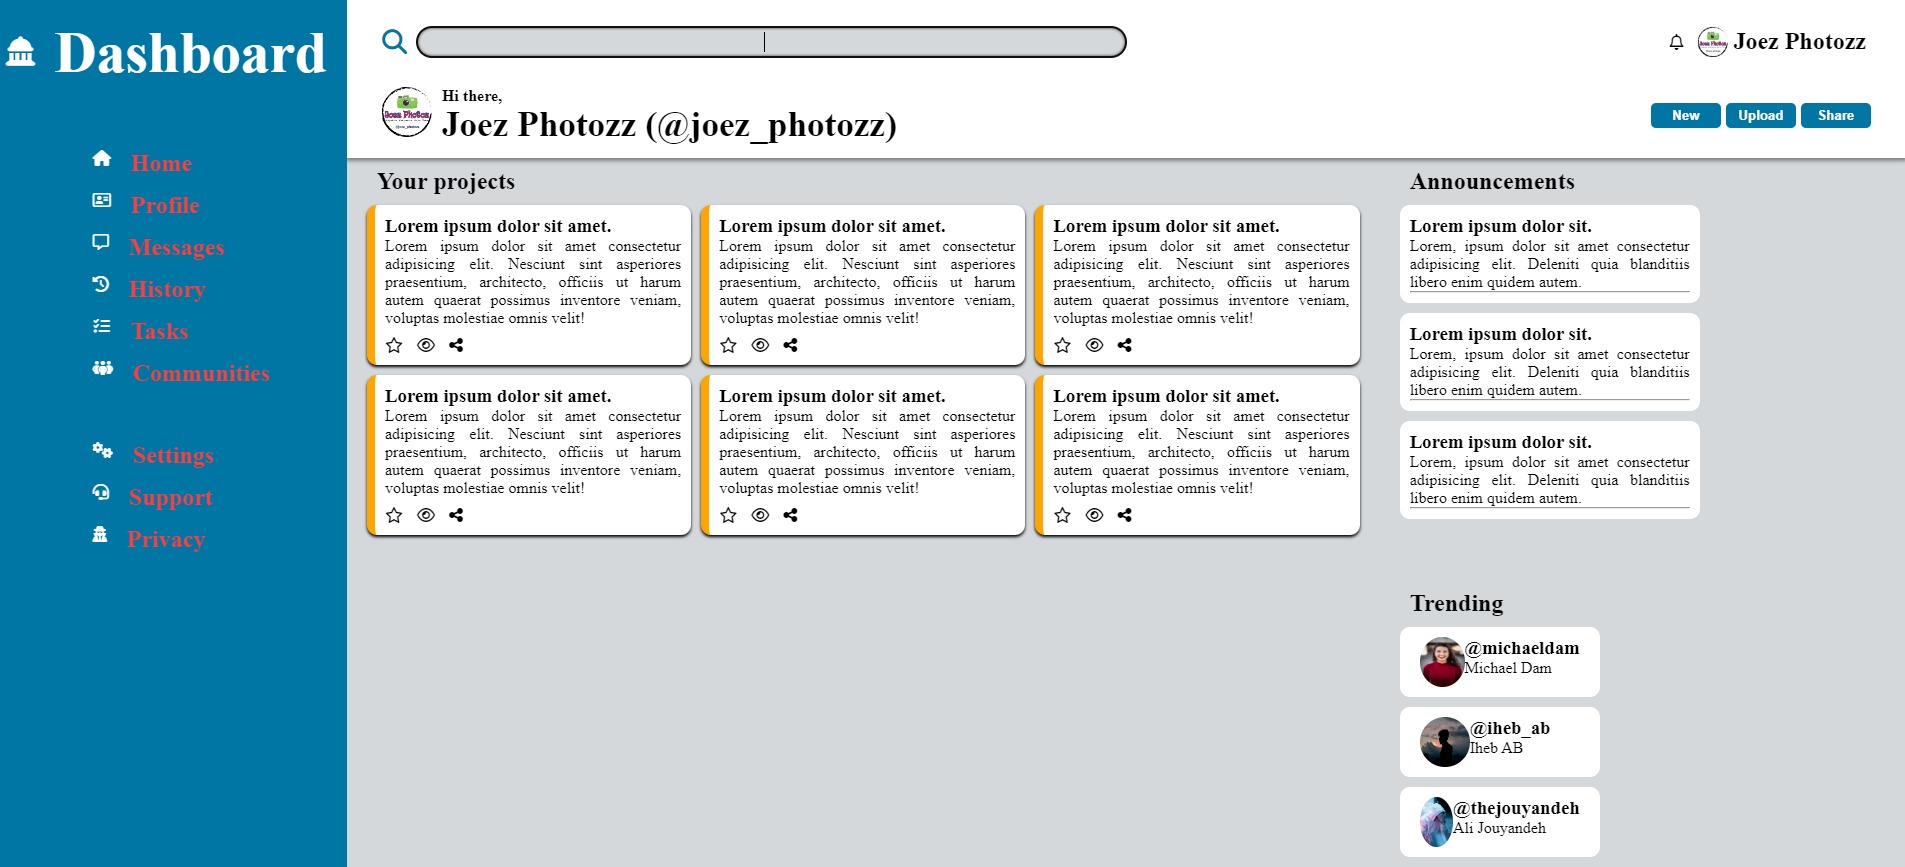 Dashboard
Home
Profile
Messages
History
Tasks
Communities
Settings
Support
Privacy
Joez Photozz
Hi there,
Joez Photozz (@joez_photozz)
New
Upload
Share
Your projects
Lorem ipsum dolor sit amet.
Lorem ipsum dolor sit amet consectetur
adipisicing elit. Nesciunt sint asperiores
praesentium, architecto, officiis ut harum
autem quaerat possimus inventore veniam,
voluptas molestiae omnis velit!
Lorem ipsum dolor sit amet.
Lorem ipsum dolor sit amet consectetur
adipisicing elit. Nesciunt sint asperiores
praesentium, architecto, officiis ut harum
autem quaerat possimus inventore veniam,
voluptas molestiae omnis velit!
Lorem ipsum dolor sit amet.
Lorem ipsum dolor sit amet consectetur
adipisicing elit. Nesciunt sint asperiores
praesentium, architecto, officiis ut harum
autem quaerat possimus inventore veniam,
voluptas molestiae omnis velit!
Lorem ipsum dolor sit amet.
Lorem ipsum dolor sit amet consectetur
adipisicing elit. Nesciunt sint asperiores
praesentium, architecto, officiis ut harum
autem quaerat possimus inventore veniam,
voluptas molestiae omnis velit!
Lorem ipsum dolor sit amet.
Lorem ipsum dolor sit amet consectetur
adipisicing elit. Nesciunt sint asperiores
praesentium, architecto, officiis ut harum
autem quaerat possimus inventore veniam,
voluptas molestiae omnis velit!
Lorem ipsum dolor sit amet.
Lorem ipsum dolor sit amet consectetur
adipisicing elit. Nesciunt sint asperiores
praesentium, architecto, officiis ut harum
autem quaerat possimus inventore veniam,
voluptas molestiae omnis velit!
Announcements
Lorem ipsum dolor sit.
Lorem, ipsum dolor sit amet consectetur
adipisicing elit. Deleniti quia blanditiis
libero enim quidem autem.
Lorem ipsum dolor sit.
Lorem, ipsum dolor sit amet consectetur
adipisicing elit. Deleniti quia blanditiis
libero enim quidem autem.
Lorem ipsum dolor sit.
Lorem, ipsum dolor sit amet consectetur
adipisicing elit. Deleniti quia blanditiis
libero enim quidem autem.
Trending
@michaeldam
Michael Dam
@iheb_ab
Iheb AB
@thejouyandeh
Ali Jouyandeh